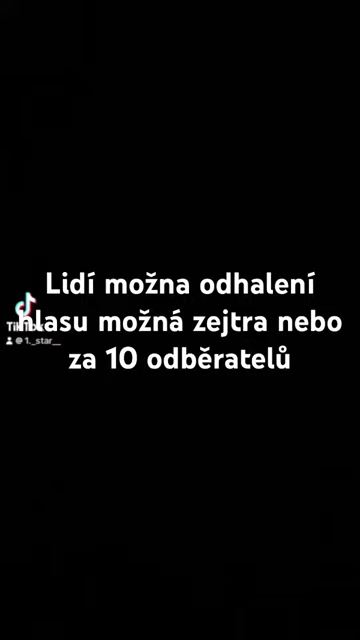 Lidí možna odhalení
hlasu možná zejtra nebo
za 10 odběratelů
TikTok
@1._star__